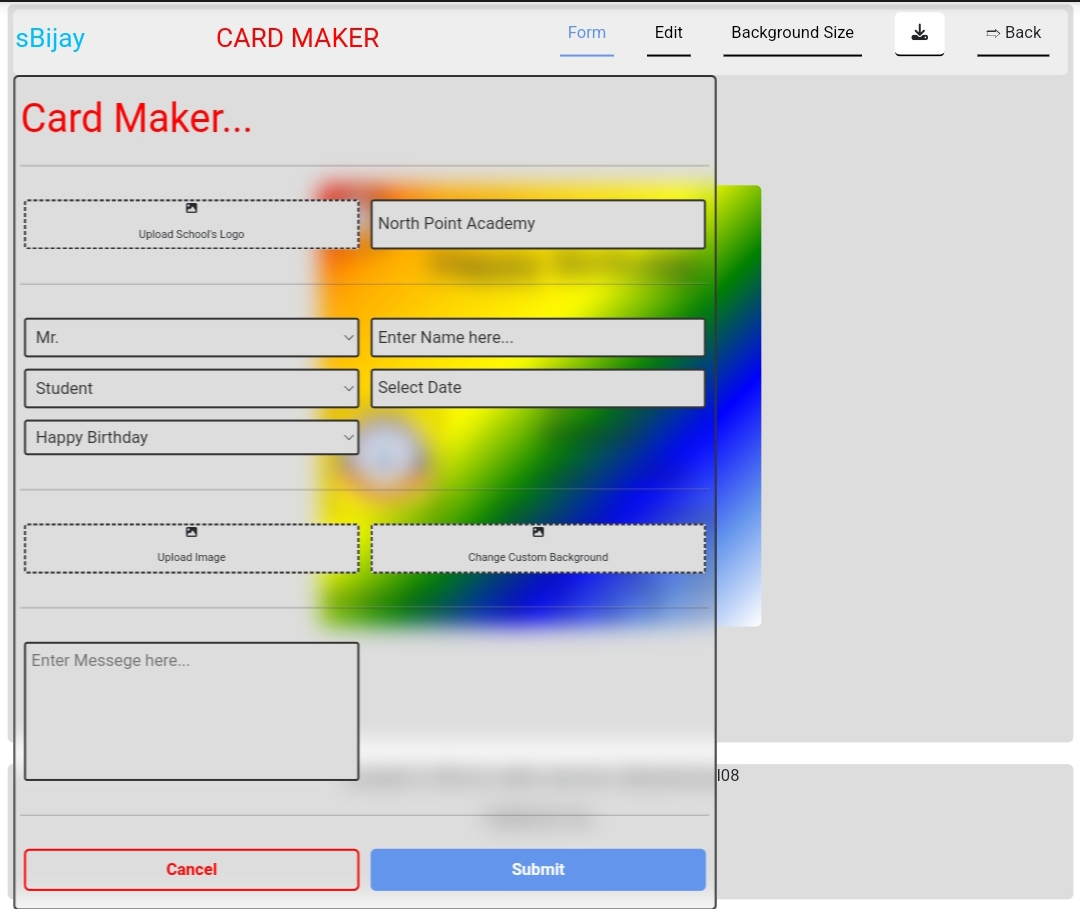 sBijay
CARD MAKER
Form
Edit
Background Size
⇨ Back
Card Maker...
Upload School's Logo
North Point Academy
Mr.
Enter Name here...
Student
Select Date
Happy Birthday
Upload Image
Change Custom Background
Enter Messege here...
l08
Cancel
Submit